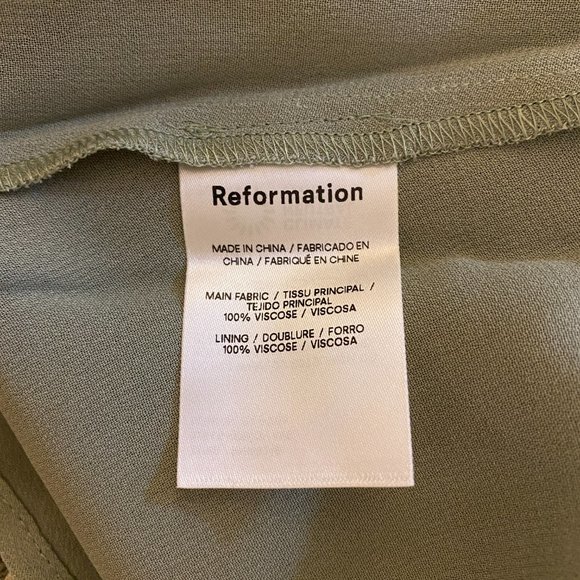 Reformation
MADE IN CHINA / FABRICADO EN
CHINA / FABRIQUÉ EN CHINE
MAIN FABRIC / TISSU PRINCIPAL /
TEJIDO PRINCIPAL
100% VISCOSE / VISCOSA
LINING / DOUBLURE / FORRO
100% VISCOSE / VISCOSA